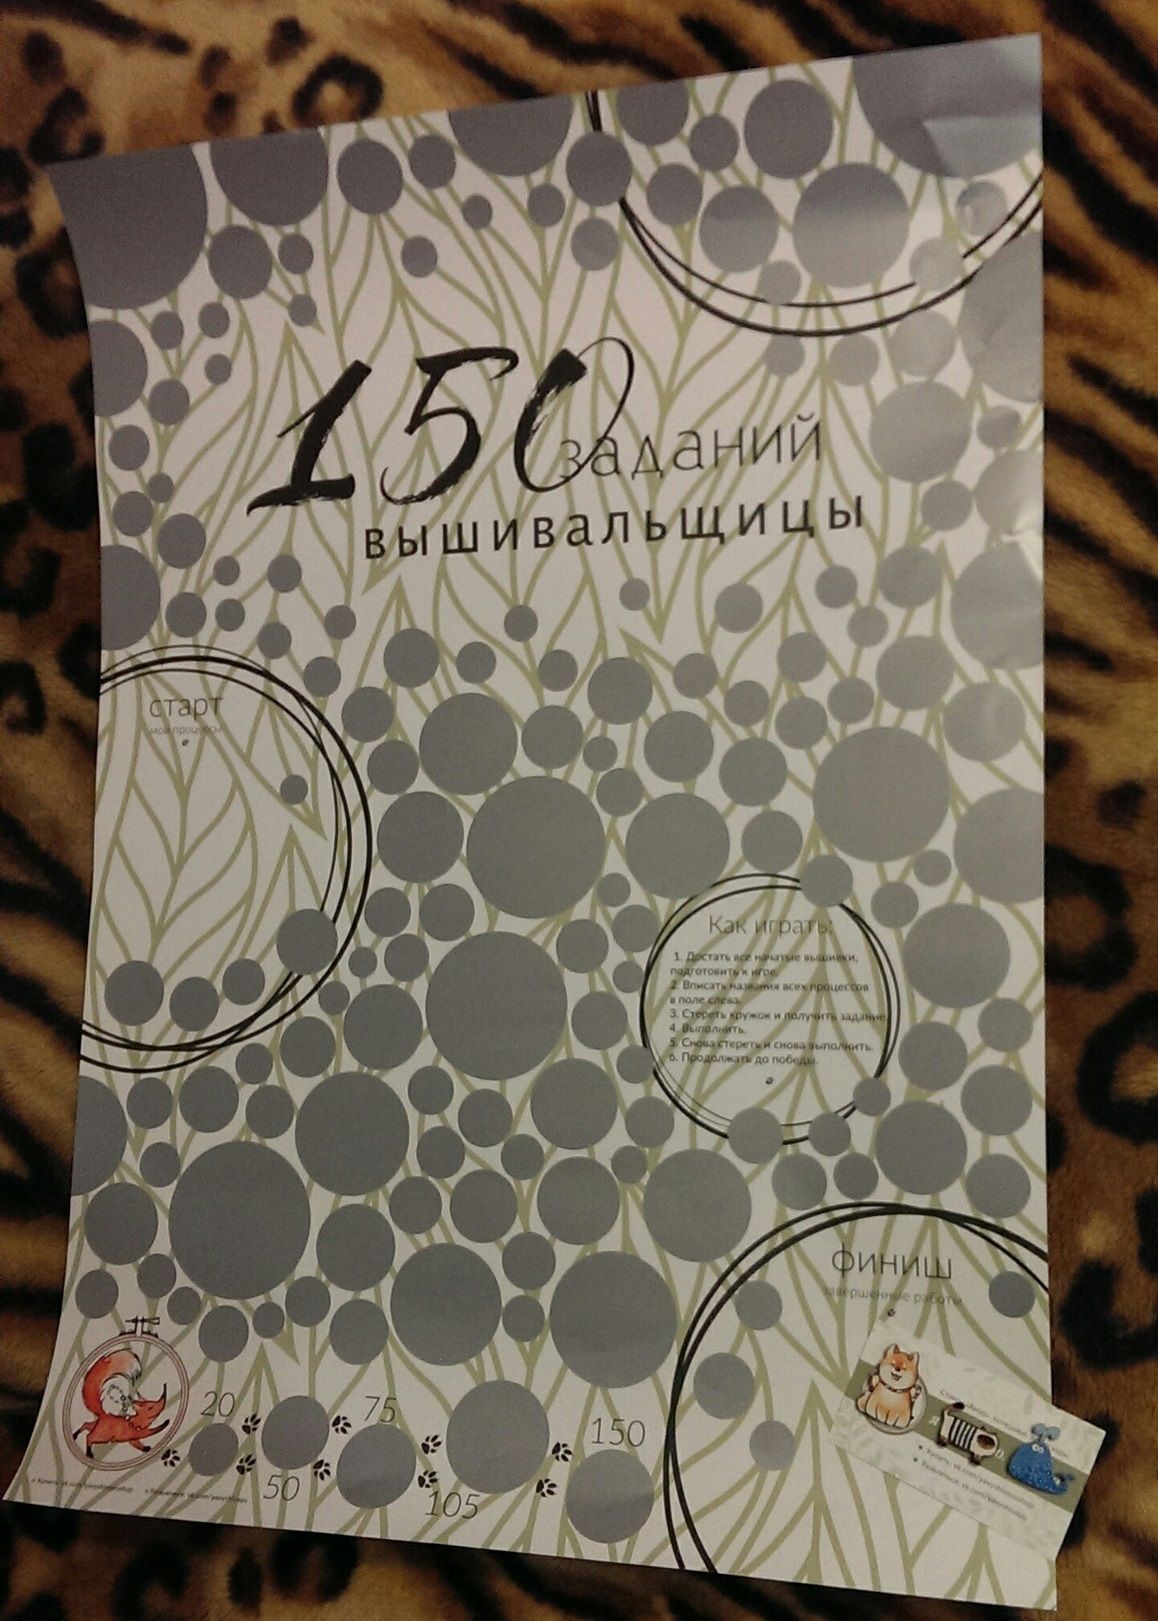 150 заданий
вышивальщицы
старт
мои процессы
Как играть:
1. Достать все начатые вышивки,
подготовить к игре.
2. Вписать названия всех процессов
в поле слева.
3. Стереть кружок и получить задание.
4. Выполнить.
5. Снова стереть и снова выполнить.
6. Продолжать до победы.
финиш
завершенные работы
20
75
150
50
105